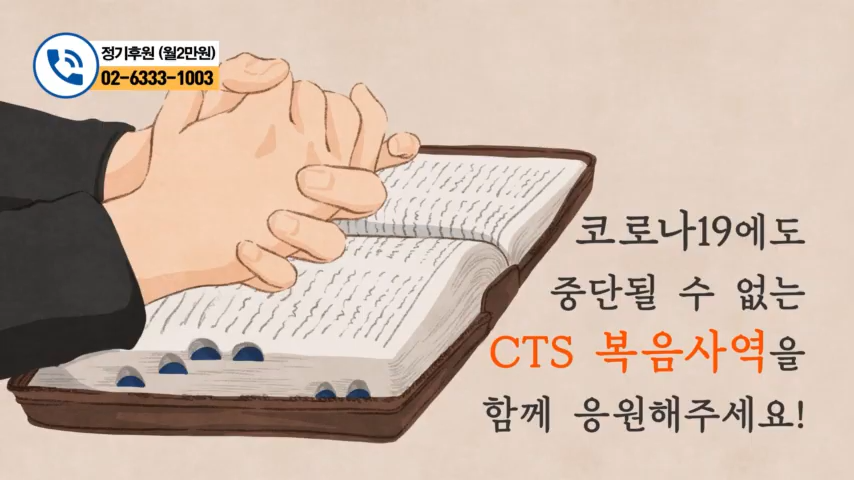 정기후원 (월2만원)
02-6333-1003
코로나19에도
중단될 수 없는
CTS 복음사역을
함께 응원해주세요!